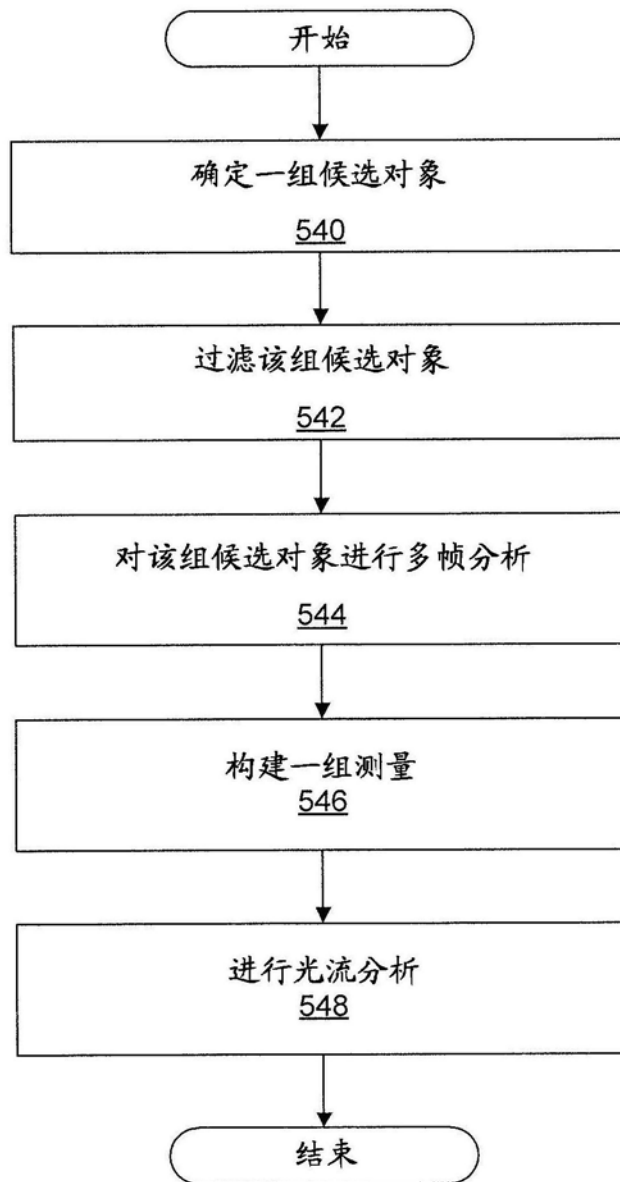 开始
确定一组候选对象
540
过滤该组候选对象
542
对该组候选对象进行多帧分析
544
构建一组测量
546
进行光流分析
548
结束